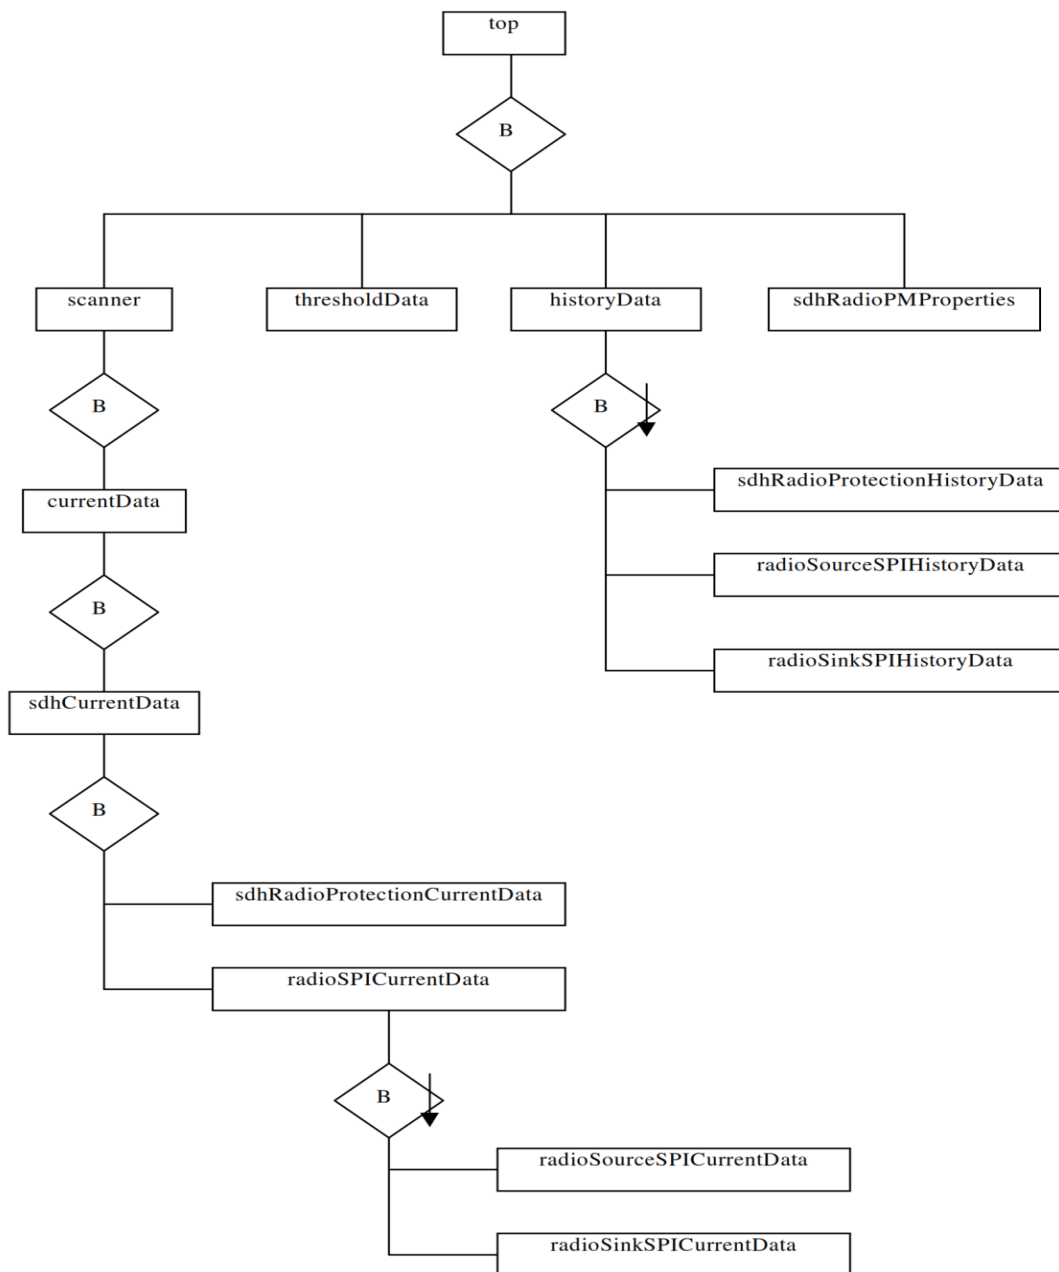 top
B
scanner
thresholdData
historyData
sdhRadioPMProperties
B
B
sdhRadioProtectionHistoryData
currentData
radioSourceSPIHistoryData
B
radioSinkSPIHistoryData
sdhCurrentData
B
sdhRadioProtectionCurrentData
radioSPICurrentData
B
radioSourceSPICurrentData
radioSinkSPICurrentData